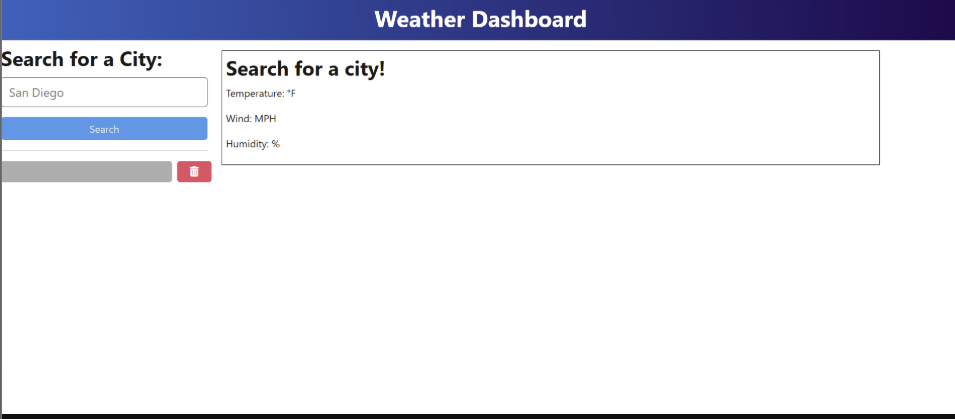 Weather Dashboard
Search for a City:
San Diego
Search
Search for a city!
Temperature: °F
Wind: MPH
Humidity: %